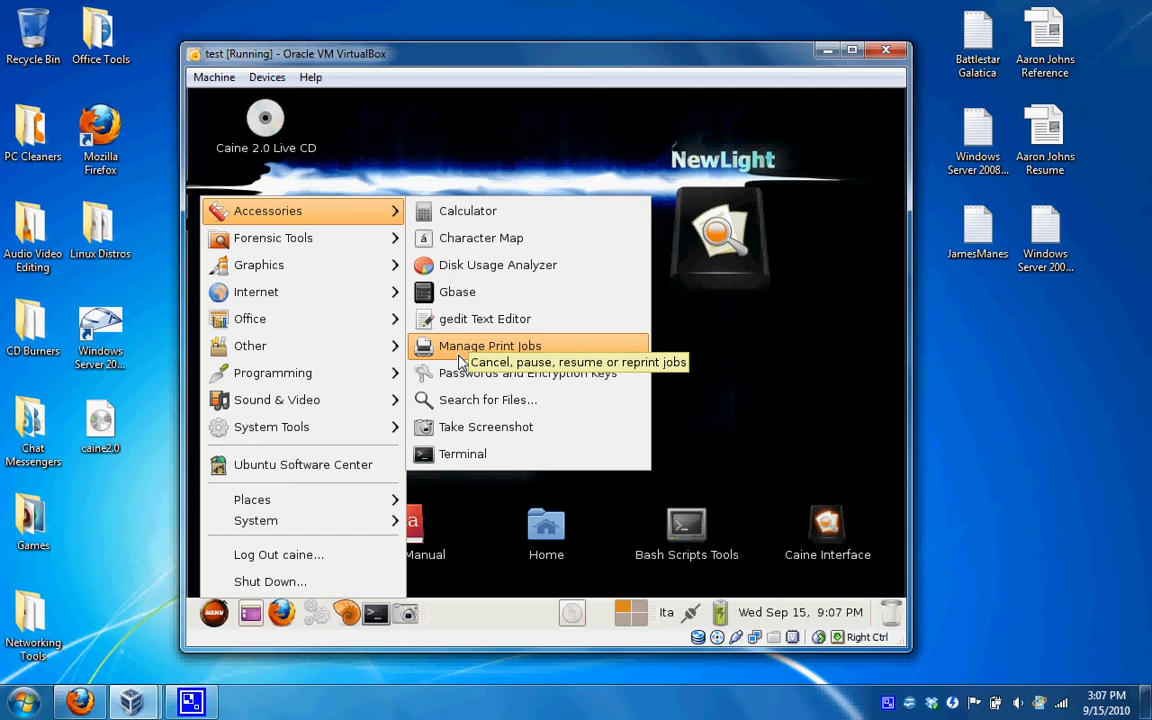 Recycle Bin
Office Tools
PC Cleaners
Mozilla
Firefox
Audio Video
Editing
Linux Distros
CD Burners
Windows
Server 20...
Chat
Messengers
caine2.0
Games
Networking
Tools
test [Running] - Oracle VM VirtualBox
Machine
Devices
Help
Caine 2.0 Live CD
NewLight
Accessories
Forensic Tools
Graphics
Internet
Office
Other
Programming
Sound & Video
System Tools
Ubuntu Software Center
Places
System
Log Out caine...
Shut Down...
Calculator
á
Character Map
Disk Usage Analyzer
Gbase
gedit Text Editor
Manage Print Jobs
Cancel, pause, resume or reprint jobs
Passwords and Encryption Keys
Search for Files...
Take Screenshot
Terminal
a
Manual
Home
Bash Scripts Tools
Caine Interface
MENU
Ita
Wed Sep 15, 9:07 PM
Right Ctrl
Battlestar
Galatica
Aaron Johns
Reference
Windows
Server 2008...
Aaron Johns
Resume
JamesManes
Windows
Server 200...
3:07 PM
9/15/2010